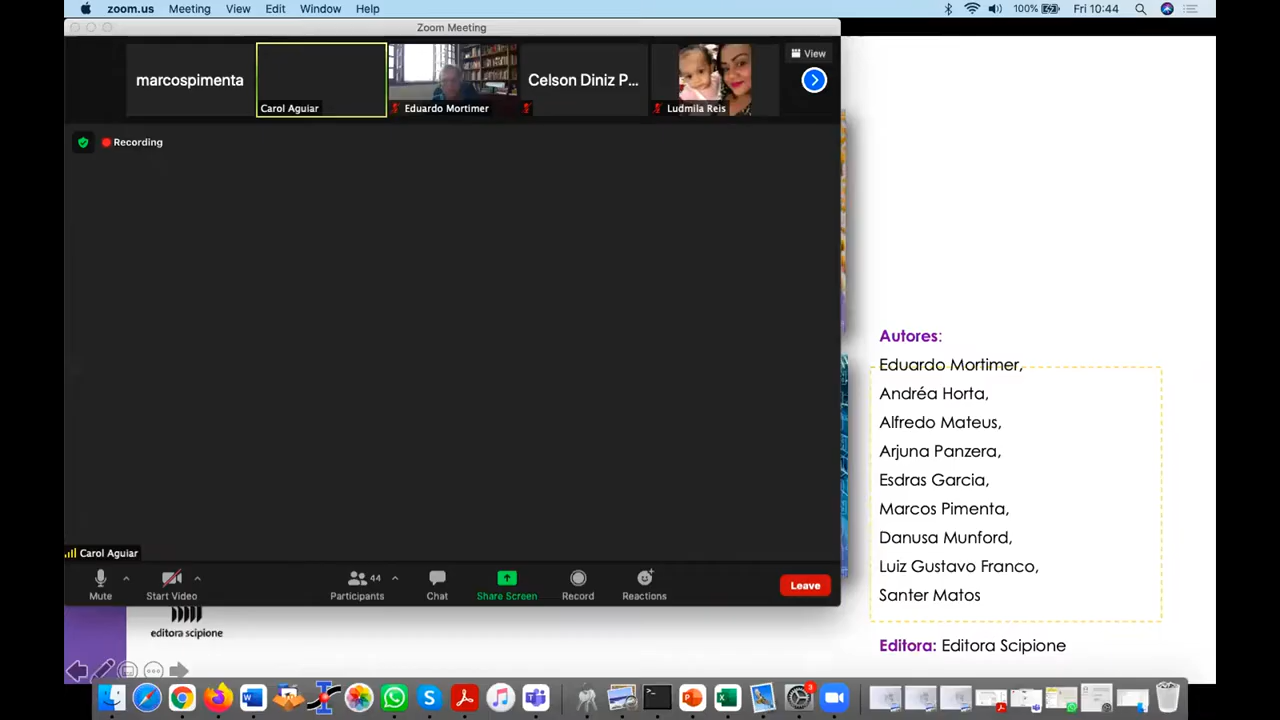 zoom.us Meeting View Edit Window Help
100% Fri 10:44
Zoom Meeting
marcospimenta
Carol Aguiar
Eduardo Mortimer
Celson Diniz P...
Ludmila Reis
View
Recording
Carol Aguiar
Mute
Start Video
44
Participants
Chat
Share Screen
Record
Reactions
Leave
Autores:
Eduardo Mortimer,
Andréa Horta,
Alfredo Mateus,
Arjuna Panzera,
Esdras Garcia,
Marcos Pimenta,
Danusa Munford,
Luiz Gustavo Franco,
Santer Matos
Editora: Editora Scipione
editora scipione
3